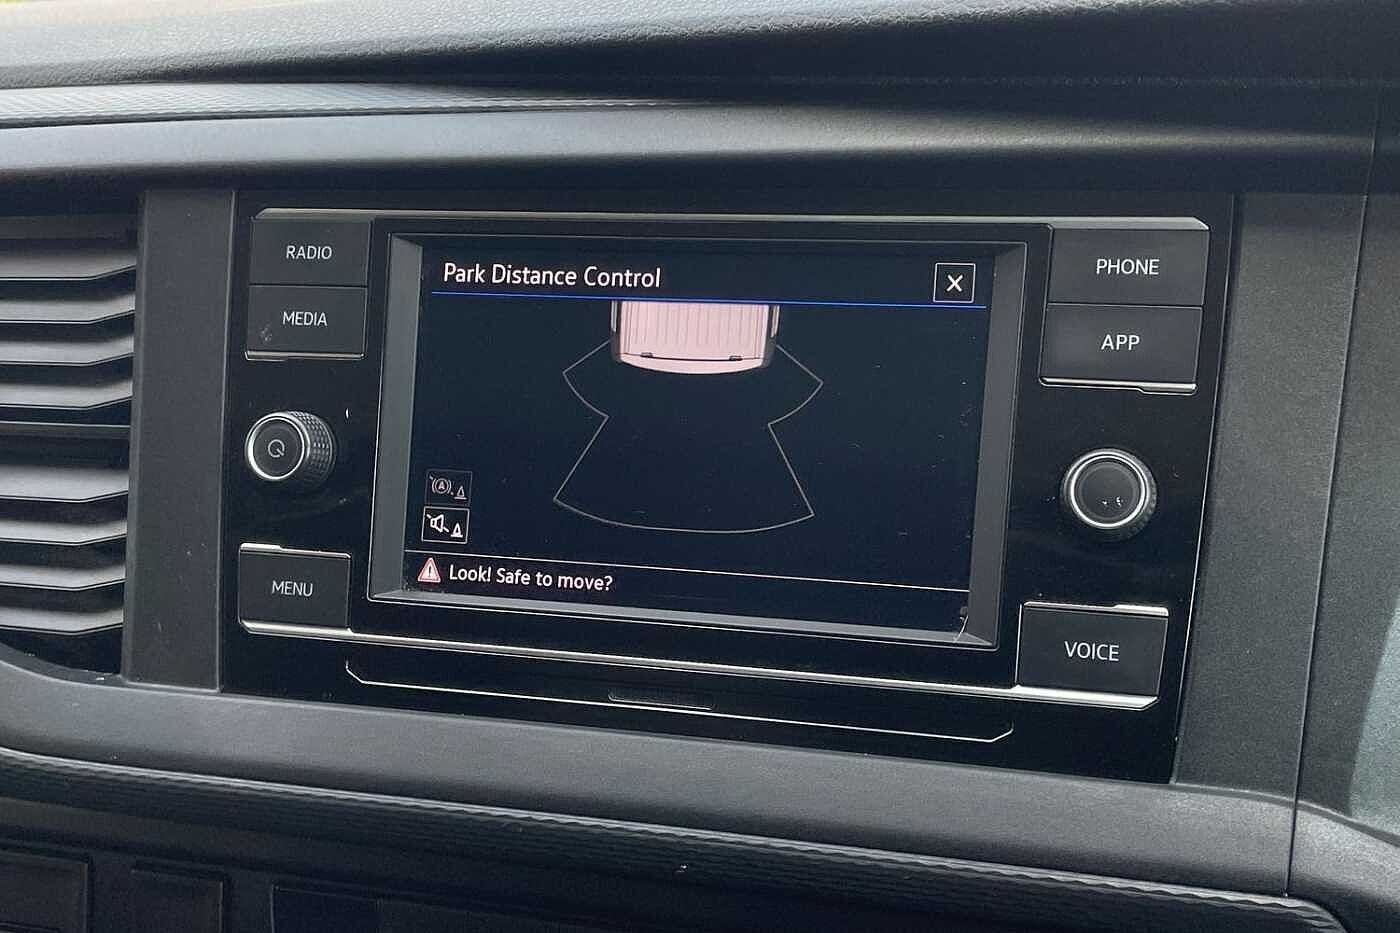 RADIO
MEDIA
MENU
Park Distance Control
X
Look! Safe to move?
PHONE
APP
VOICE